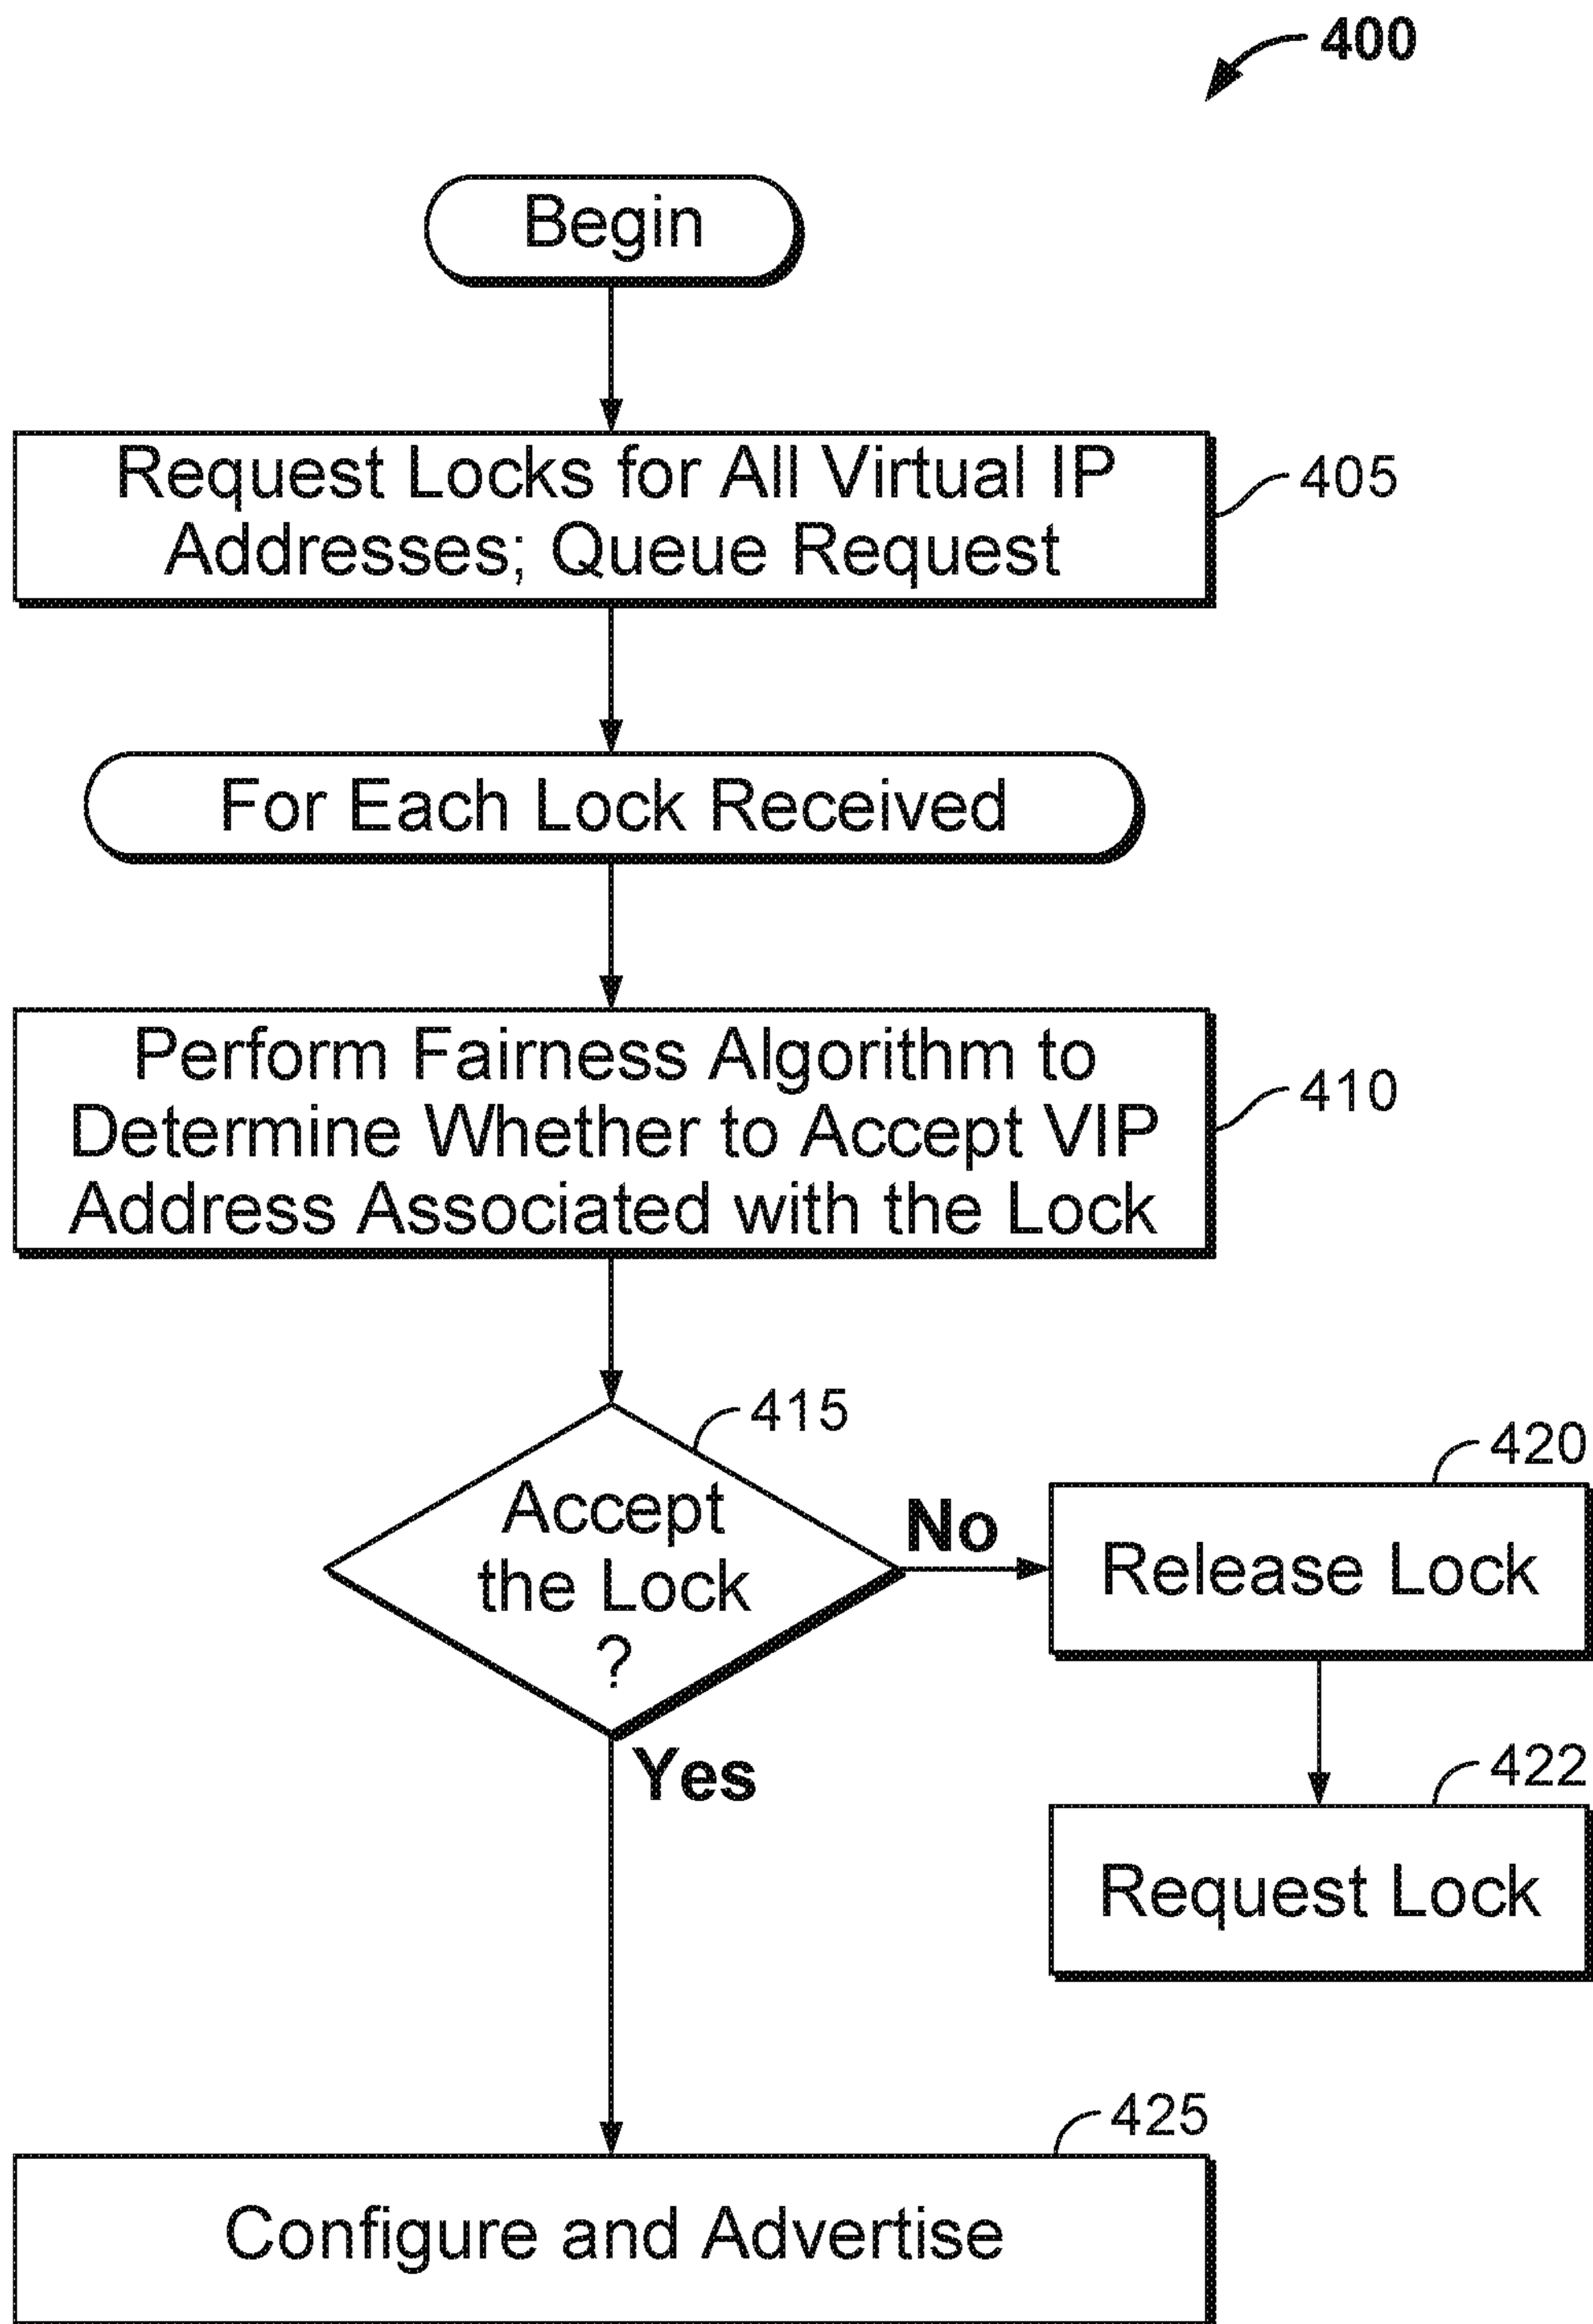 400
Begin
Request Locks for All Virtual IP
Addresses; Queue Request
405
For Each Lock Received
Perform Fairness Algorithm to
Determine Whether to Accept VIP
Address Associated with the Lock
410
415
Accept
the Lock
?
No
420
Release Lock
Yes
422
Request Lock
425
Configure and Advertise